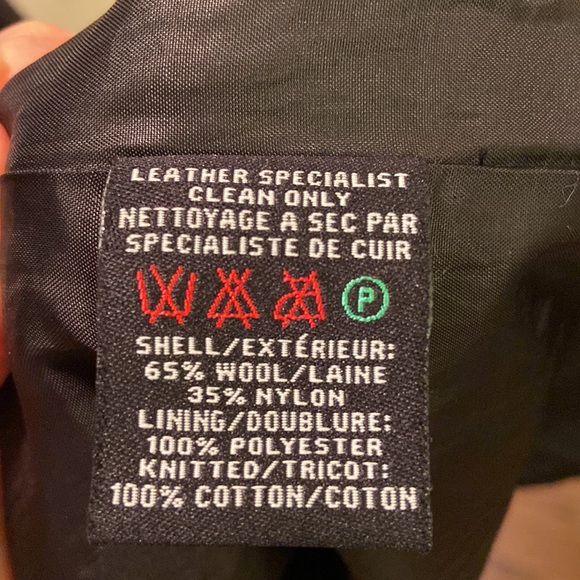 LEATHER SPECIALIST
CLEAN ONLY
NETTOYAGE A SEC PAR
SPECIALISTE DE CUIR
P
SHELL/EXTÉRIEUR:
65% WOOL/LAINE
35% NYLON
LINING/DOUBLURE:
100% POLYESTER
KNITTED/TRICOT:
100% COTTON/COTON